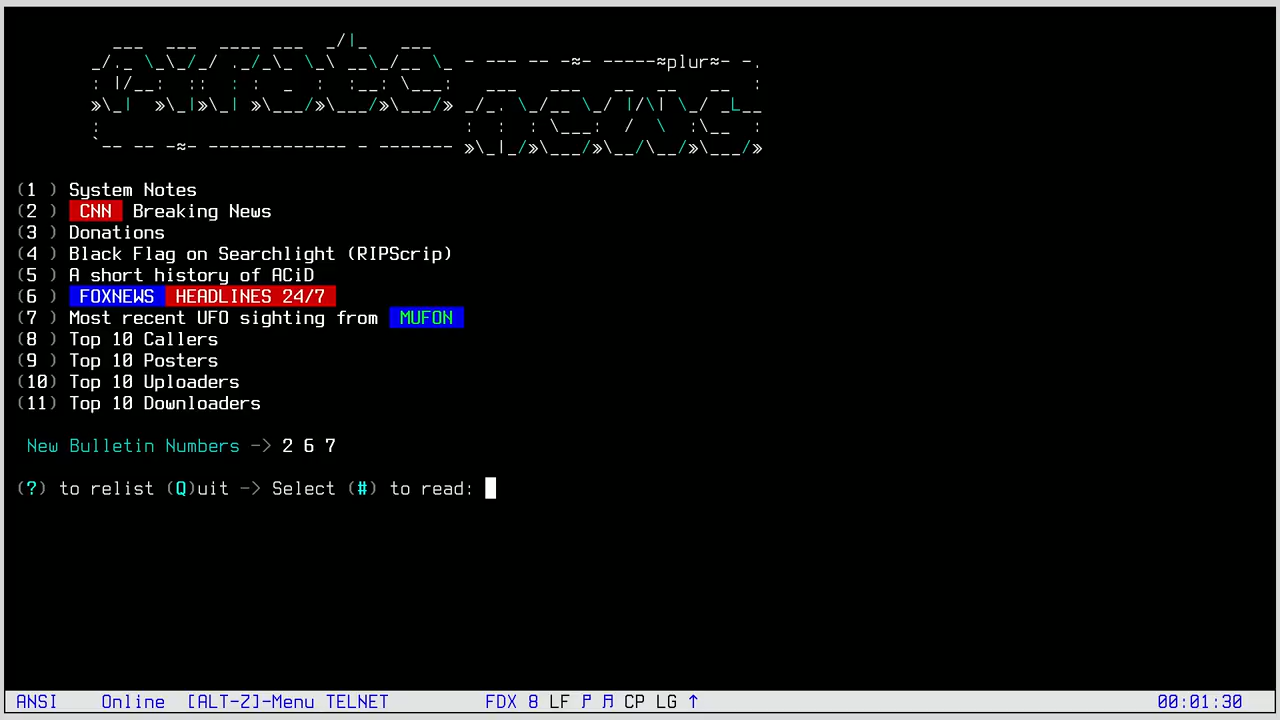 plur
news
(1 ) System Notes
(2 ) CNN Breaking News
(3 ) Donations
(4 ) Black Flag on Searchlight (RIPScrip)
(5 ) A short history of ACiD
(6 ) FOXNEWS HEADLINES 24/7
(7 ) Most recent UFO sighting from MUFON
(8 ) Top 10 Callers
(9 ) Top 10 Posters
(10) Top 10 Uploaders
(11) Top 10 Downloaders
New Bulletin Numbers -> 2 6 7
(?) to relist (Q)uit -> Select (#) to read:
ANSI Online [ALT-Z]-Menu TELNET FDX 8 LF CP LG ↑ 00:01:30